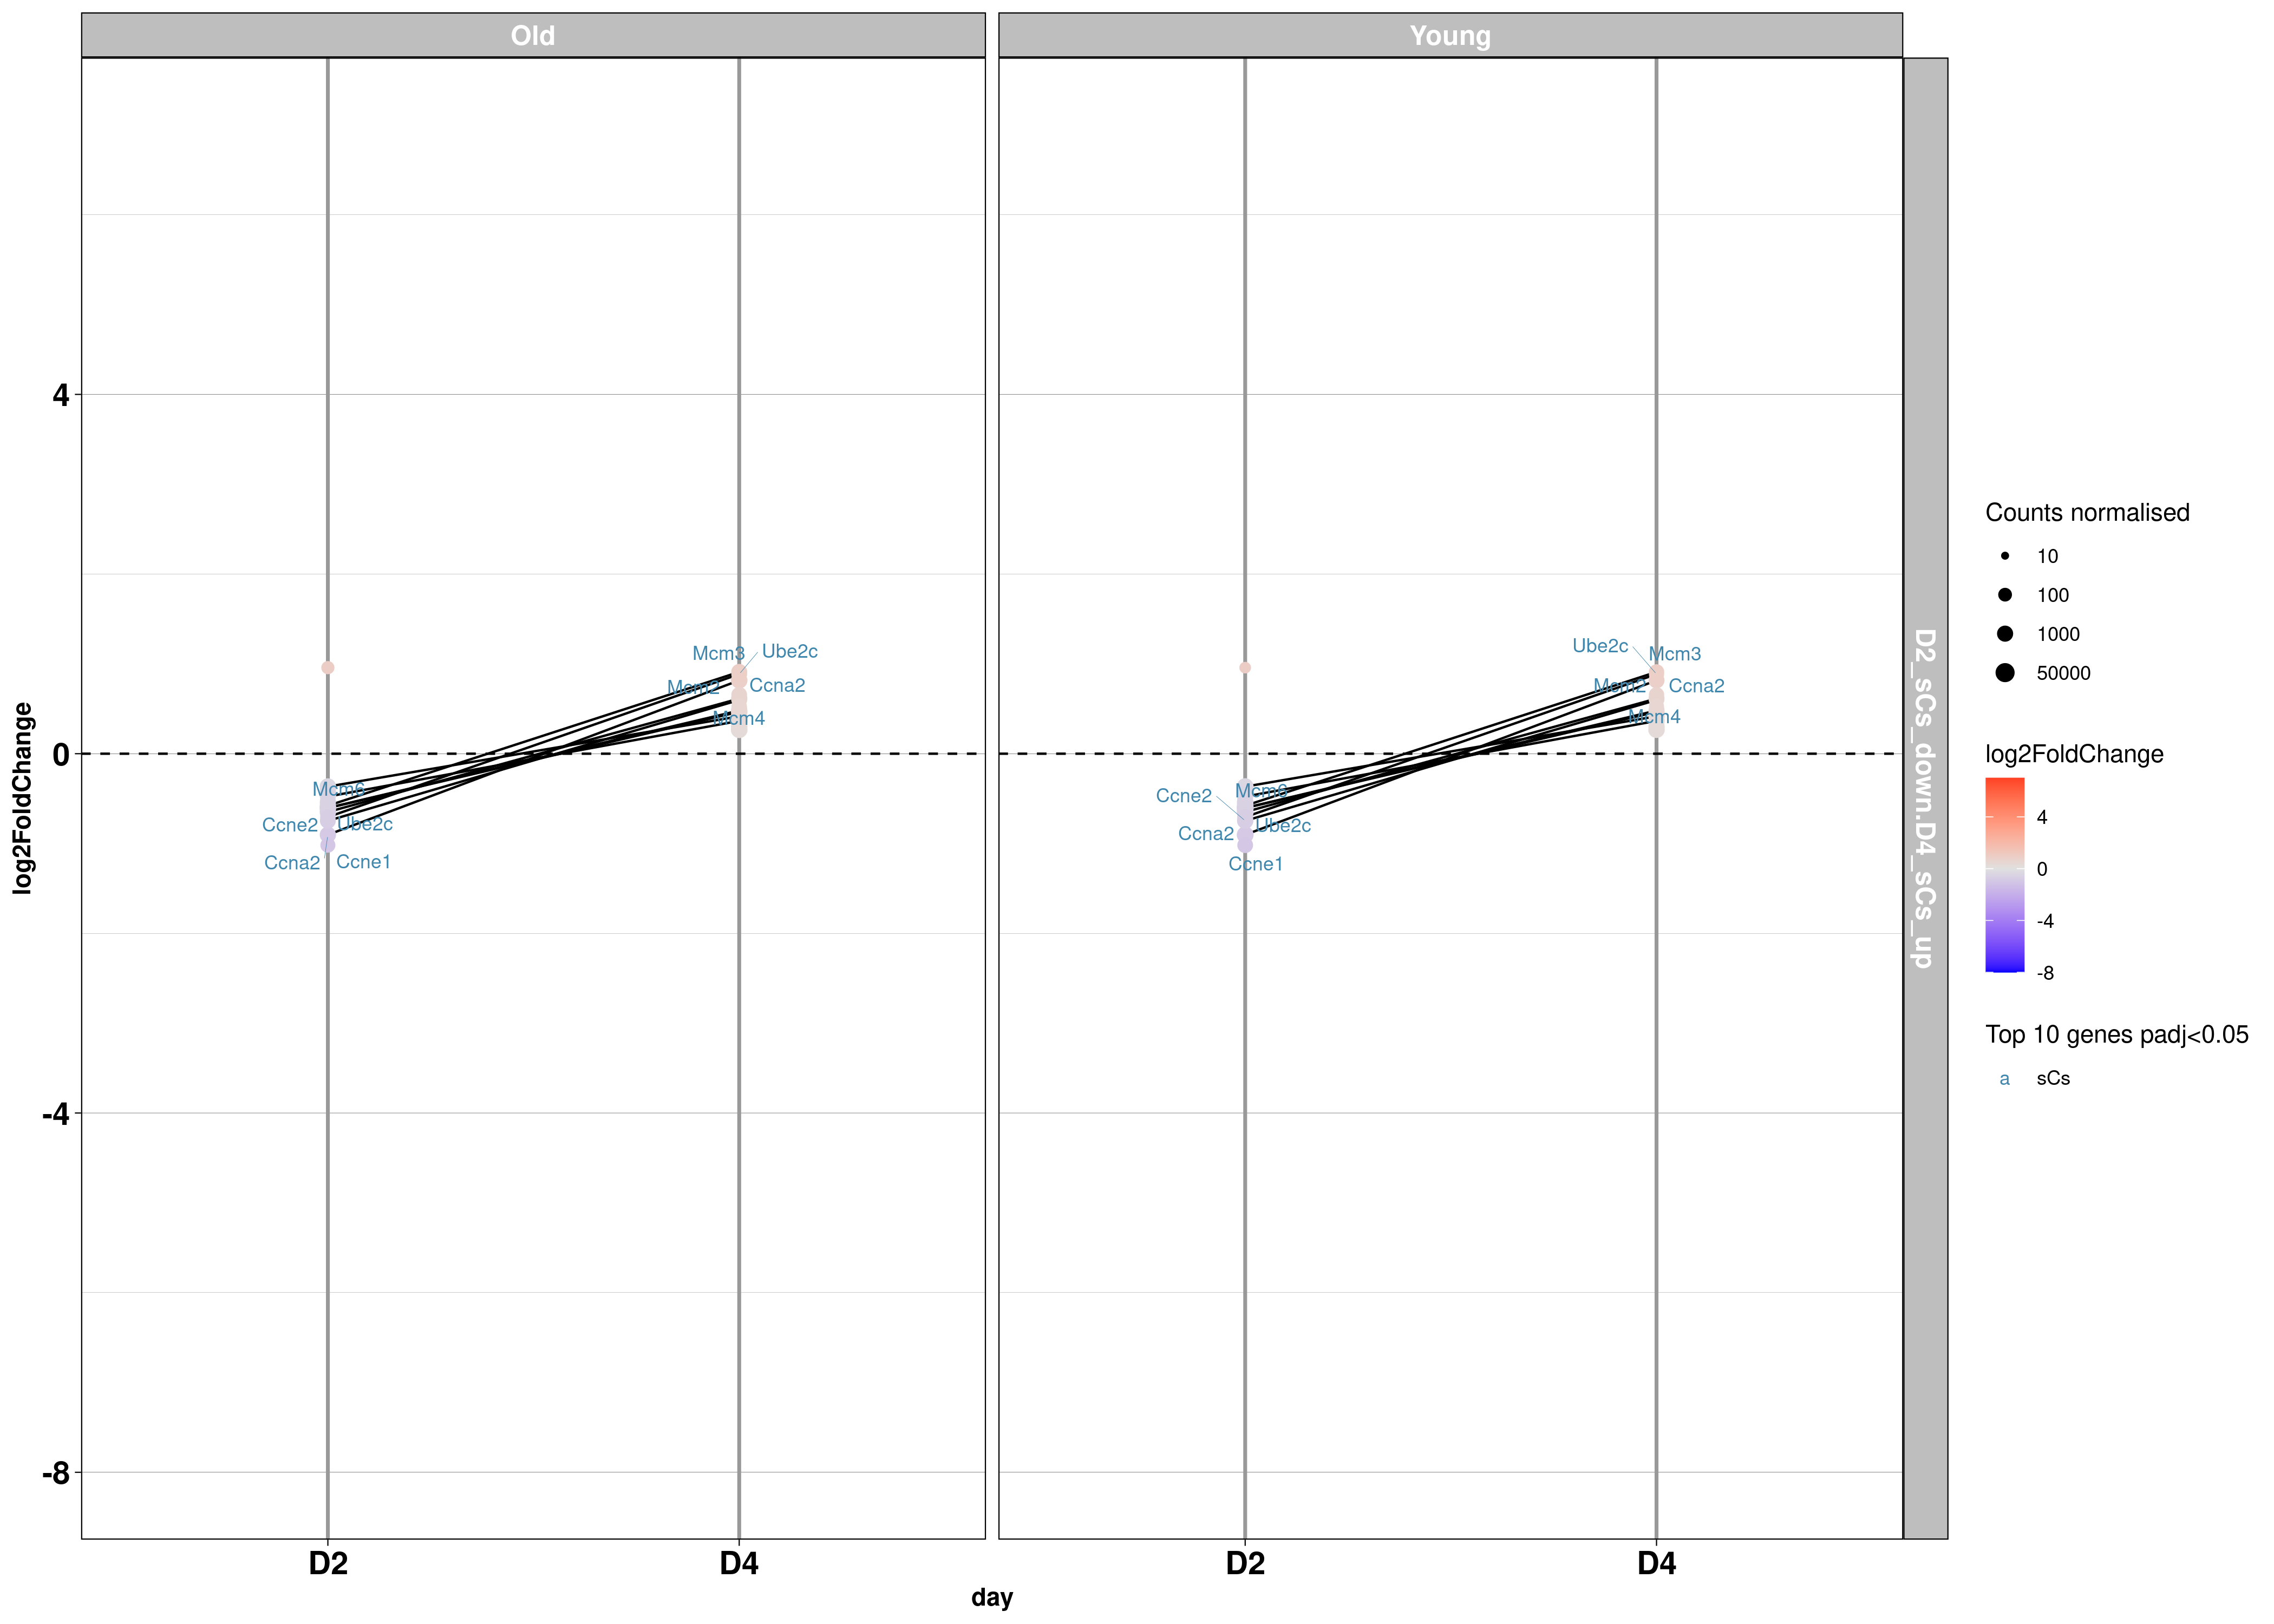 Old
Young
4
0
-4
-8
log2FoldChange
Mcm3
Ube2c
Mcm2
Ccna2
Mcm4
Mcm6
Ccne2
Ube2c
Ccna2
Ccne1
Ube2c
Mcm3
Mcm2
Ccna2
Mcm4
Mcm6
Ccne2
Ccna2
Ube2c
Ccne1
D2
D4
D2
D4
day
D2_sCs_down.D4_sCs_up
Counts normalised
10
100
1000
50000
log2FoldChange
4
0
-4
-8
Top 10 genes padj<0.05
a sCs